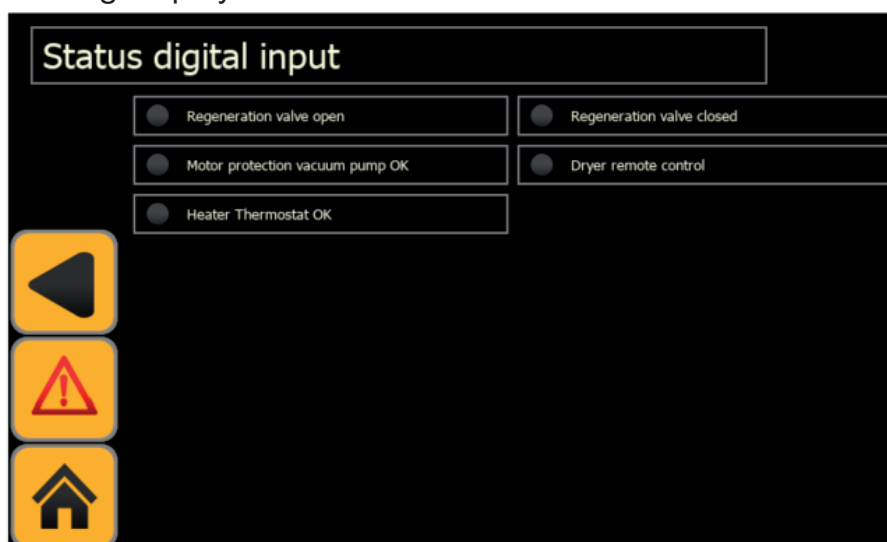 Status digital input
Regeneration valve open
Regeneration valve closed
Motor protection vacuum pump OK
Dryer remote control
Heater Thermostat OK